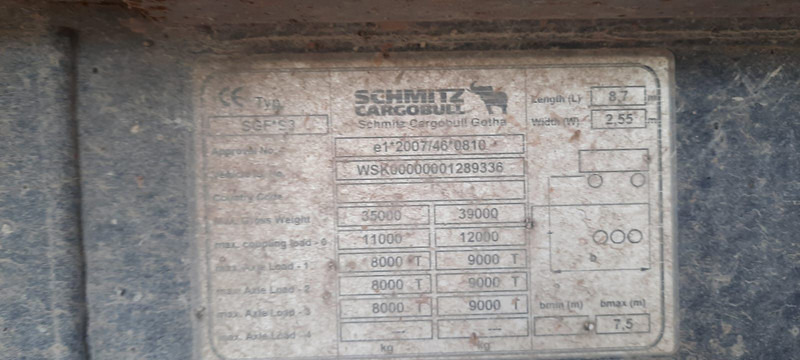 CE Typ
SCHMITZ
CARGOBULL
Schmitz Cargobull Gotha
Length (L) 8,7 m
Width (W) 2,55 m
SGF*S3
Approval No. e1*2007/46*0810
WSK00000001289336
Country Code
max. Gross Weight 35000 39000
max. coupling load - 0 11000 12000
max. Axle Load - 1 8000 T 9000 T
max. Axle Load - 2 8000 T 9000 T
max. Axle Load - 3 8000 T 9000 T
max. Axle Load - 4 — —
kg kg
b
bmin (m) bmax (m)
7,5